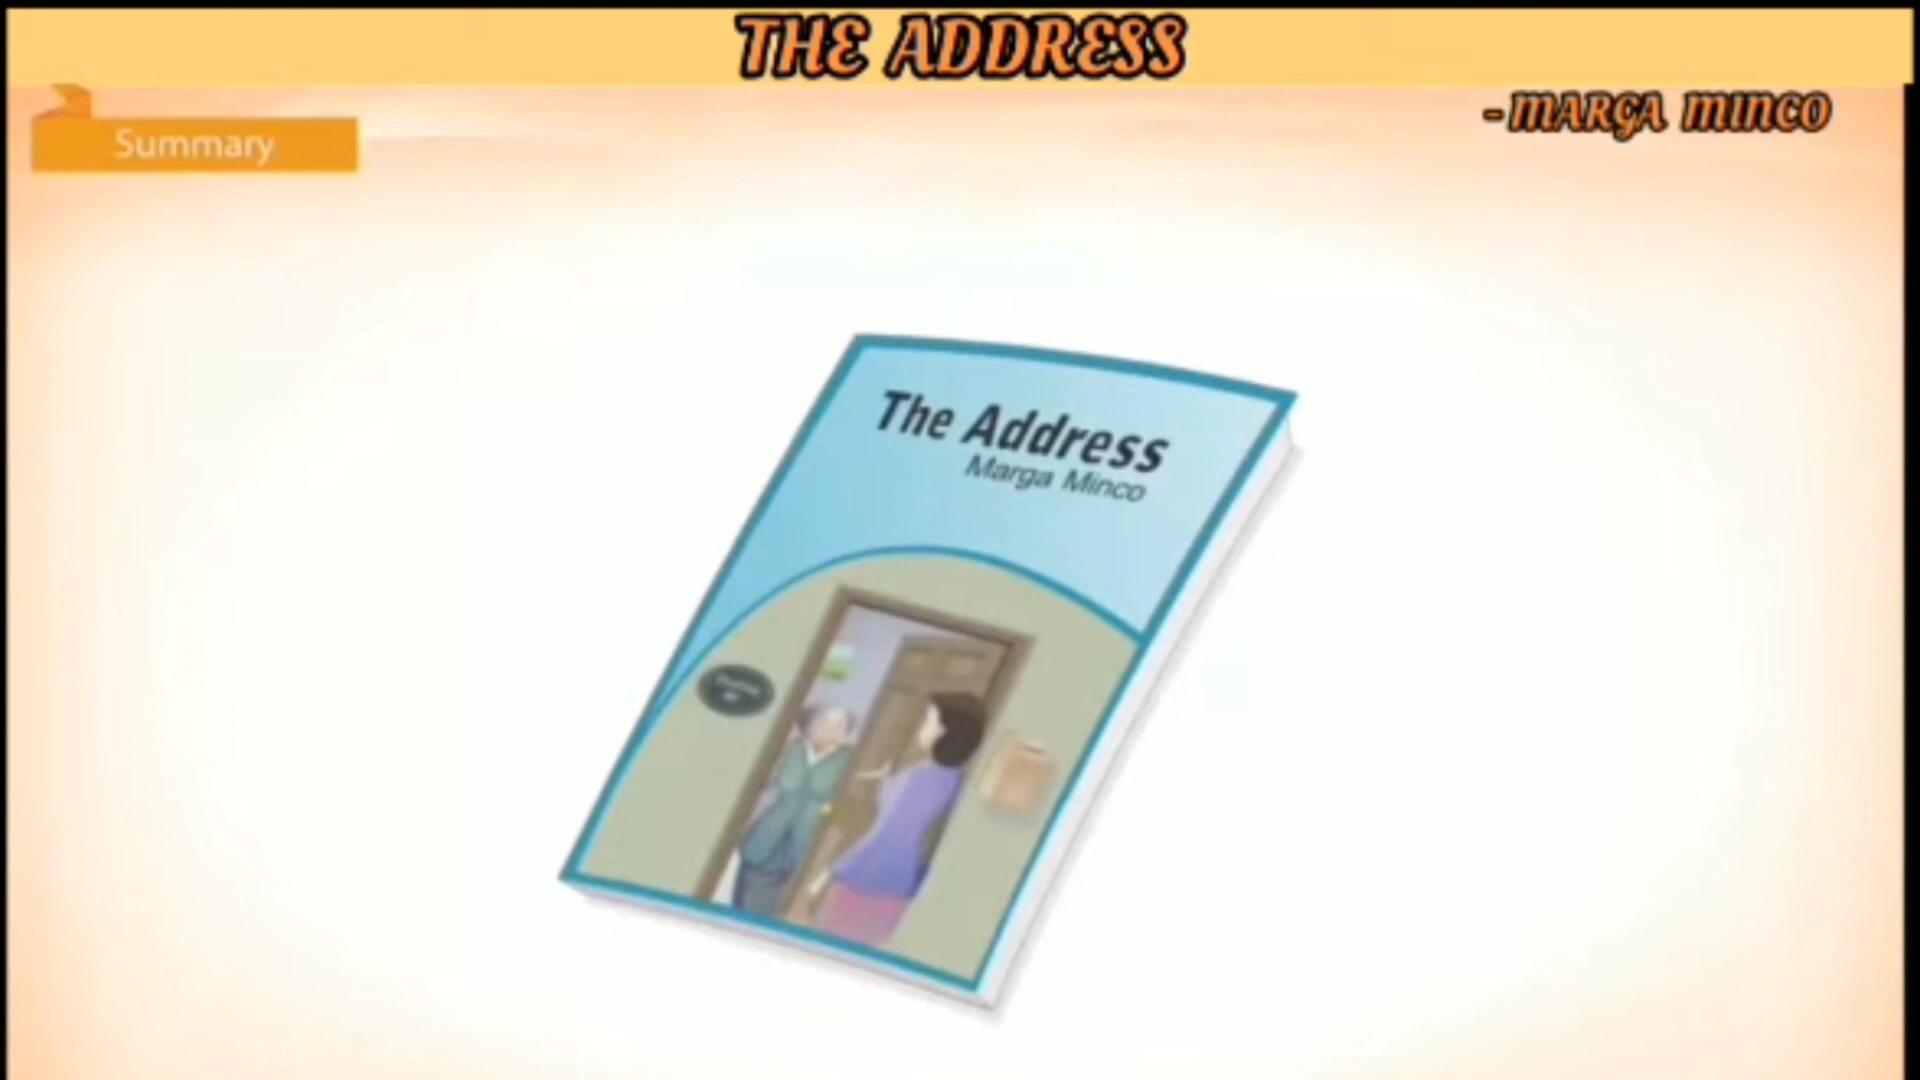 THE ADDRESS
- MARGA MINCO
Summary
The Address
Marga Minco